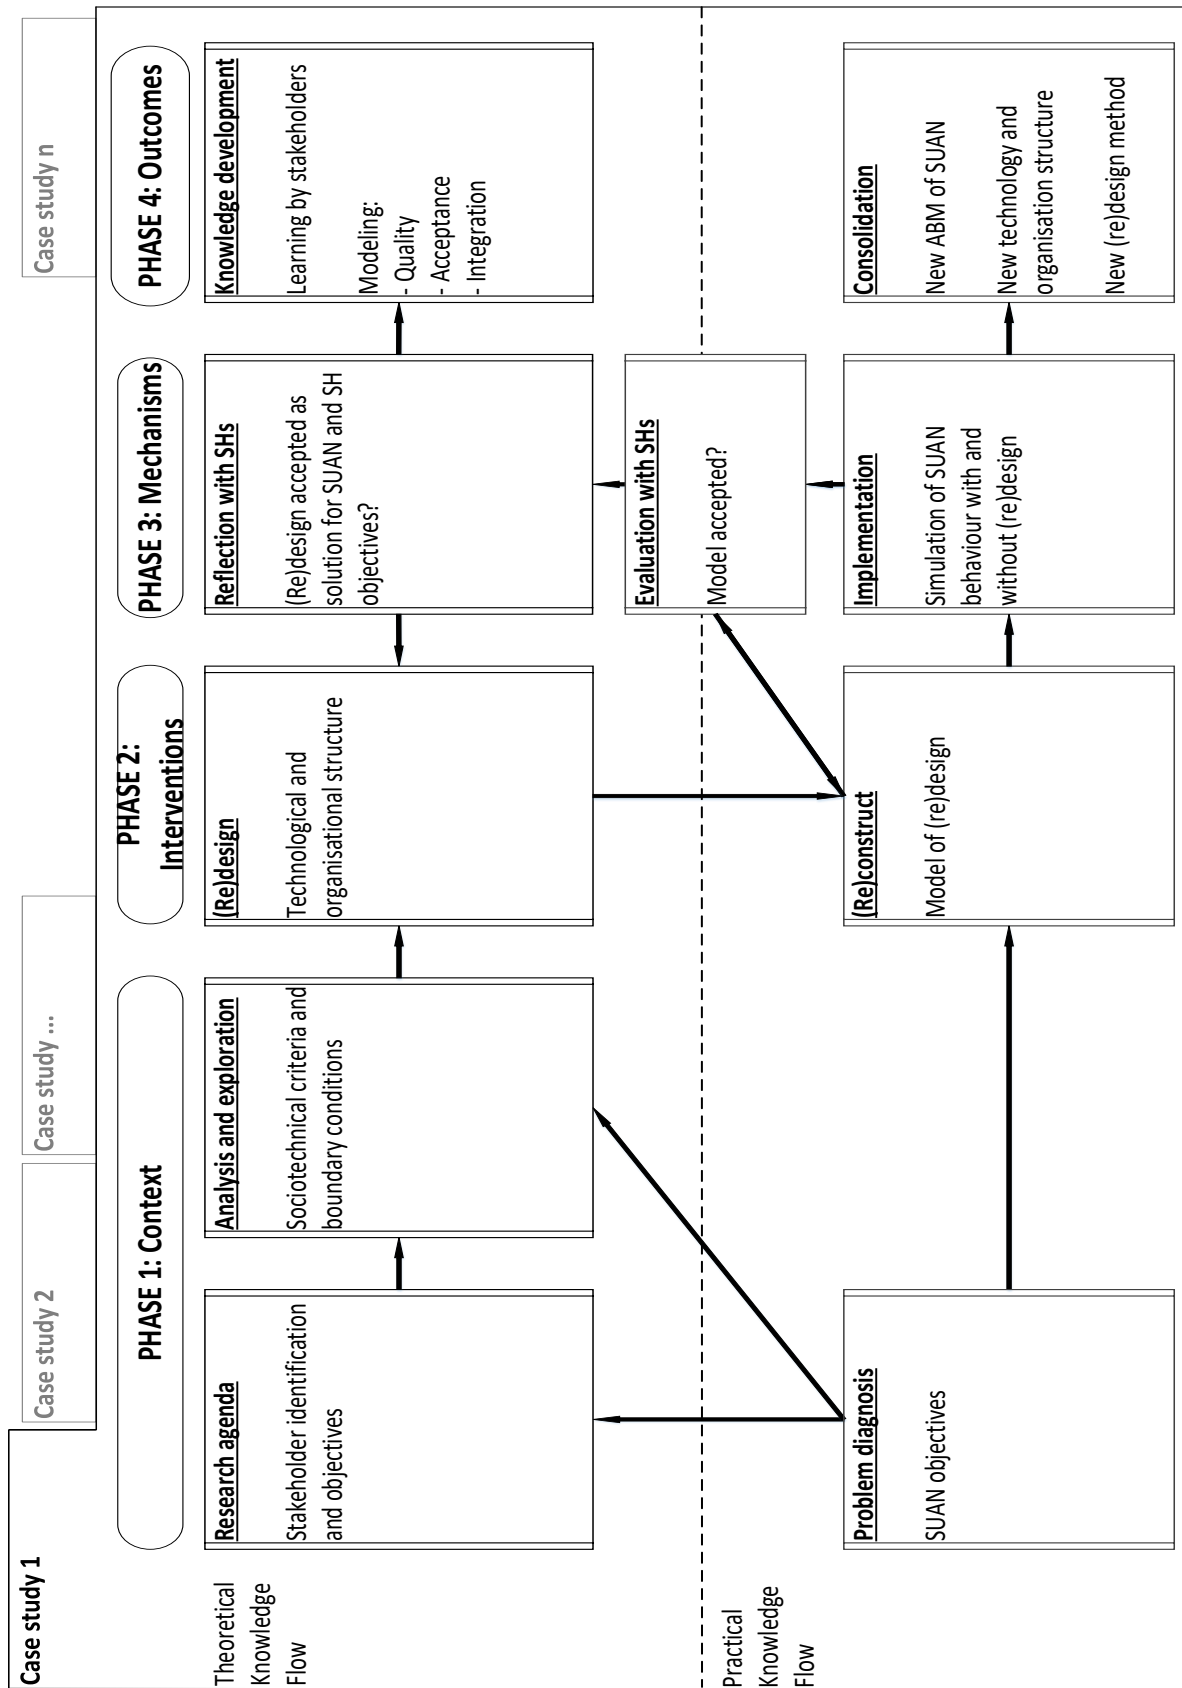 Case study 1
Case study 2
Case study ...
Case study n
PHASE 1: Context
PHASE 2:
Interventions
PHASE 3: Mechanisms
PHASE 4: Outcomes
Theoretical
Knowledge
Flow
Research agenda
Stakeholder identification
and objectives
Analysis and exploration
Sociotechnical criteria and
boundary conditions
(Re)design
Technological and
organisational structure
Reflection with SHs
(Re)design accepted as
solution for SUAN and SH
objectives?
Knowledge development
Learning by stakeholders
Modeling:
- Quality
- Acceptance
- Integration
Evaluation with SHs
Model accepted?
Practical
Knowledge
Flow
Problem diagnosis
SUAN objectives
(Re)construct
Model of (re)design
Implementation
Simulation of SUAN
behaviour with and
without (re)design
Consolidation
New ABM of SUAN
New technology and
organisation structure
New (re)design method